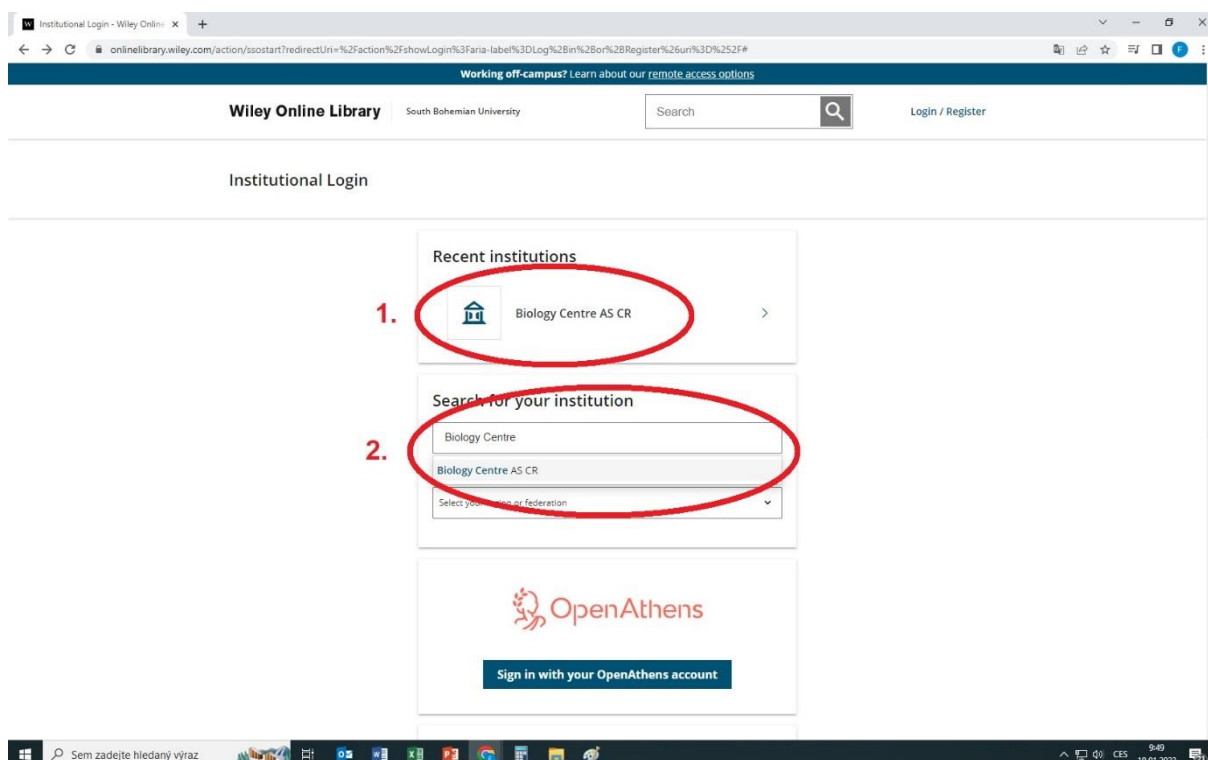 W Institutional Login - Wiley Online
onlinelibrary.wiley.com/action/ssostart?redirectUri=%2Faction%2FshowLogin%3Faria-label%3DLog%2Bin%2Bor%2BRegister%26uri%3D%252F#
F
Working off-campus? Learn about our remote access options
Wiley Online Library South Bohemian University Search Login / Register
Institutional Login
Recent institutions
1. Biology Centre AS CR
Search for your institution
2. Biology Centre
Biology Centre AS CR
Select your region or federation
OpenAthens
Sign in with your OpenAthens account
Sem zadejte hledaný výraz CES 9:49